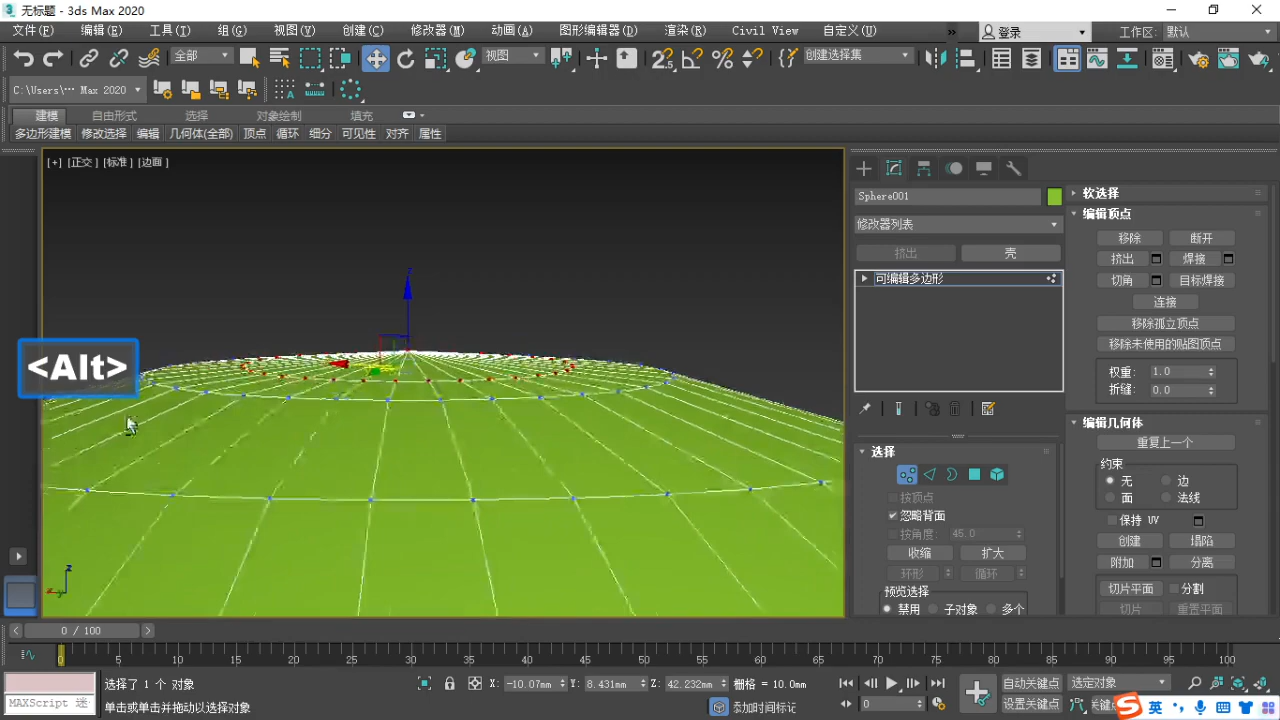 无标题 - 3ds Max 2020
文件(F) 编辑(E) 工具(T) 组(G) 视图(V) 创建(C) 修改器(M) 动画(A) 图形编辑器(D) 渲染(R) Civil View 自定义(U) » 登录 工作区: 默认
全部 视图 创建选择集
C:\Users\··· Max 2020
建模 自由形式 选择 对象绘制 填充
多边形建模 修改选择 编辑 几何体(全部) 顶点 循环 细分 可见性 对齐 属性
[+] [正交] [标准] [边面]
<Alt>
z
Sphere001
修改器列表
挤出 壳
可编辑多边形
选择
按顶点
忽略背面
按角度: 45.0
收缩 扩大
环形 循环
预览选择
禁用 子对象 多个
软选择
编辑顶点
移除 断开
挤出 焊接
切角 目标焊接
连接
移除孤立顶点
移除未使用的贴图顶点
权重: 1.0
折缝: 0.0
编辑几何体
重复上一个
约束
无 边
面 法线
保持 UV
创建 塌陷
附加 分离
切片平面 分割
切片 重置平面
0 / 100
0 5 10 15 20 25 30 35 40 45 50 55 60 65 70 75 80 85 90 95 100
选择了 1 个 对象 X: -10.07mm Y: 8.431mm Z: 42.232mm 栅格 = 10.0mm 自动关键点 选定对象
MAXScript 迷 单击或单击并拖动以选择对象 添加时间标记 0 设置关键点 关键点 英